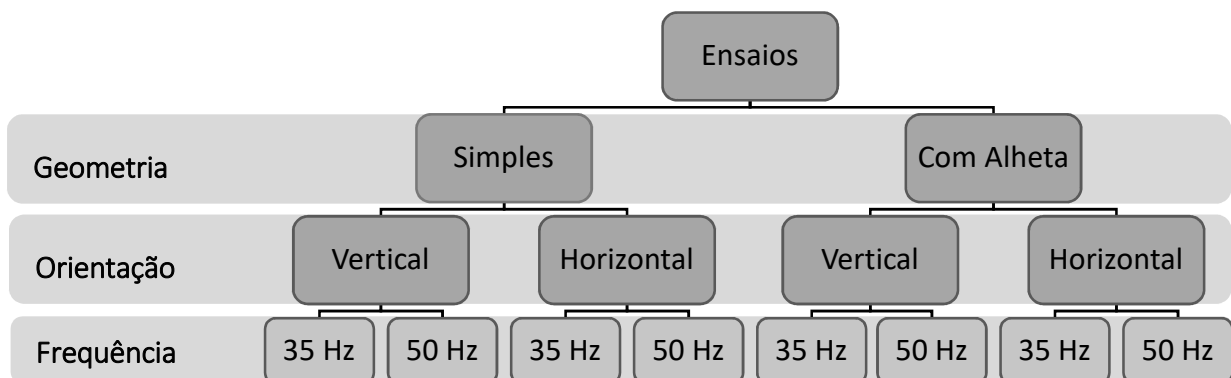 Ensaios
Geometria
Simples
Com Alheta
Orientação
Vertical
Horizontal
Vertical
Horizontal
Frequência
35 Hz
50 Hz
35 Hz
50 Hz
35 Hz
50 Hz
35 Hz
50 Hz